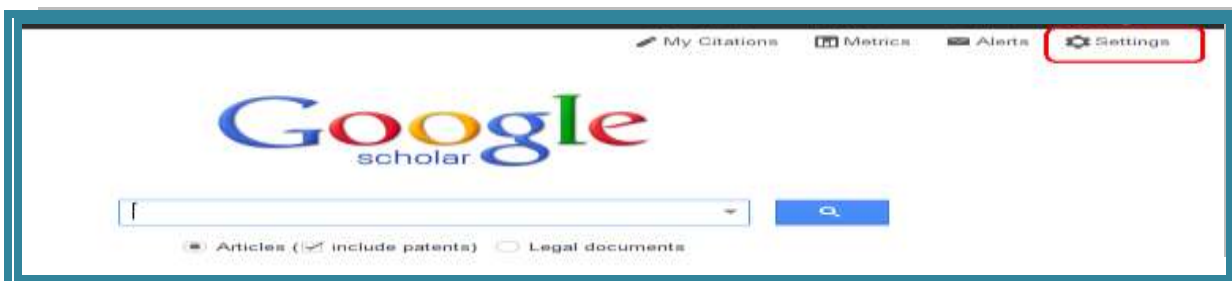 My Citations Metrics Alerts Settings
Google
scholar
Articles (include patents) Legal documents